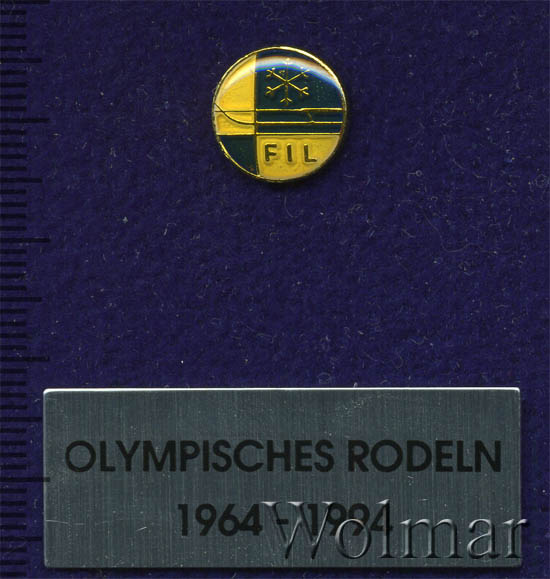 FIL
OLYMPISCHES RODELN
1964 - 1994
Wolmar